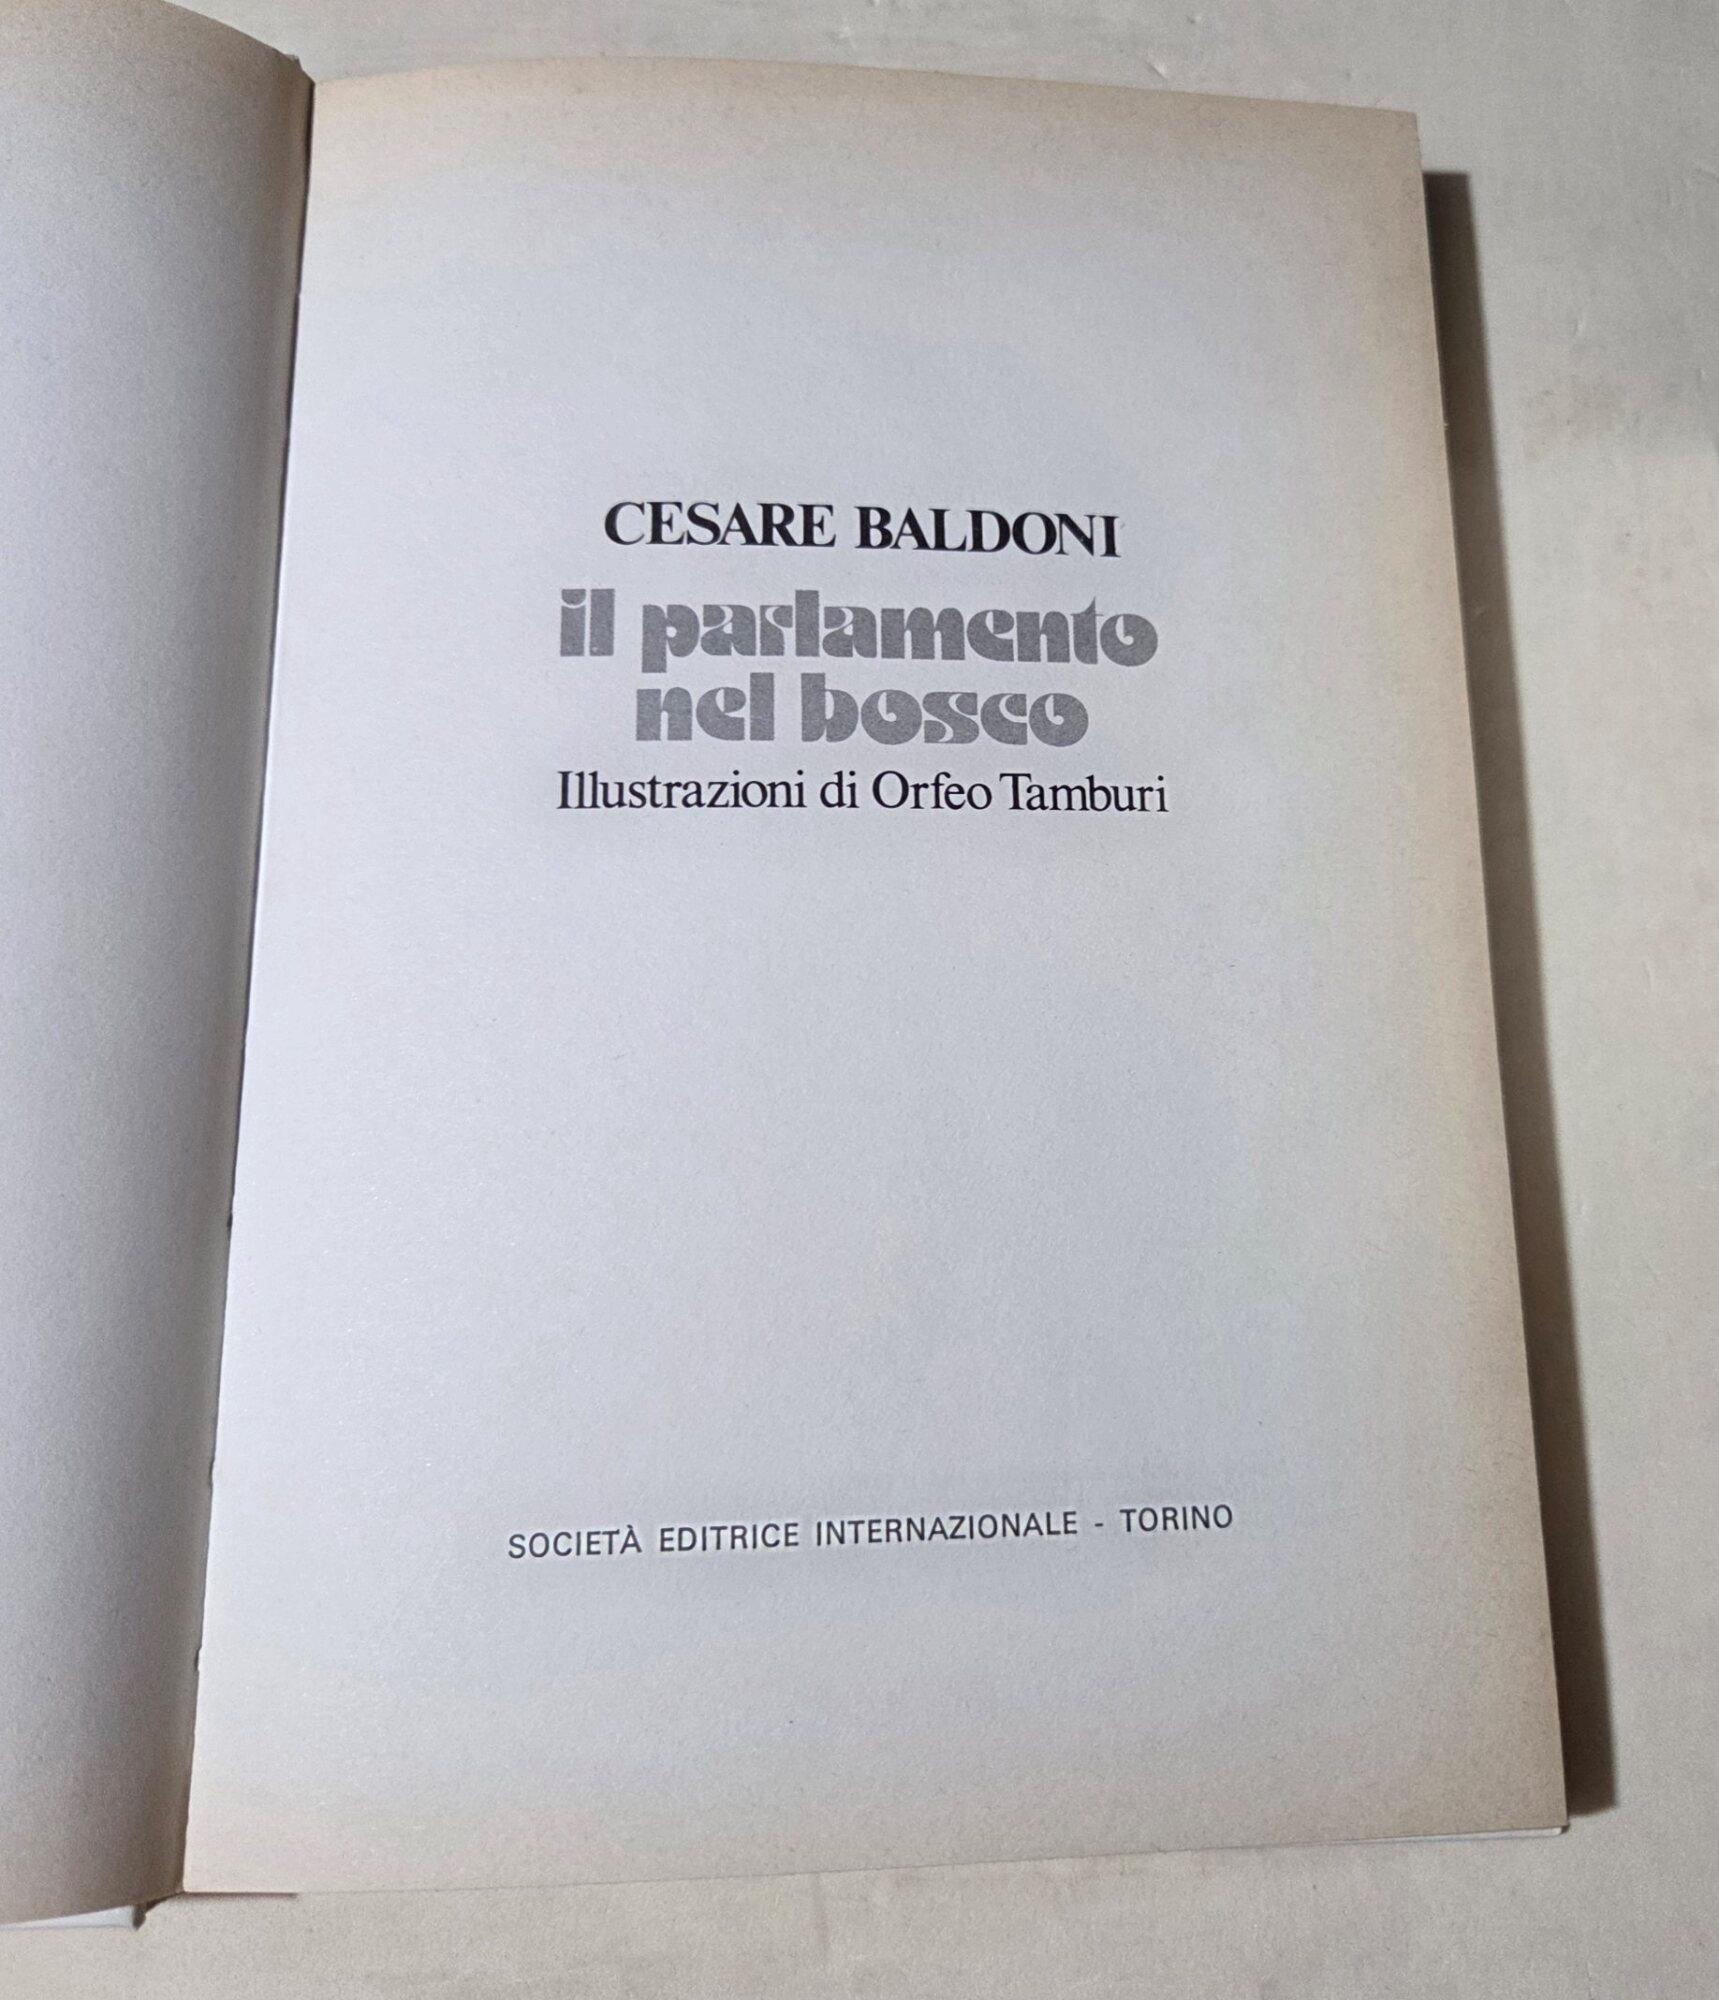 CESARE BALDONI
il parlamento
nel bosco
Illustrazioni di Orfeo Tamburi
SOCIETÀ EDITRICE INTERNAZIONALE - TORINO